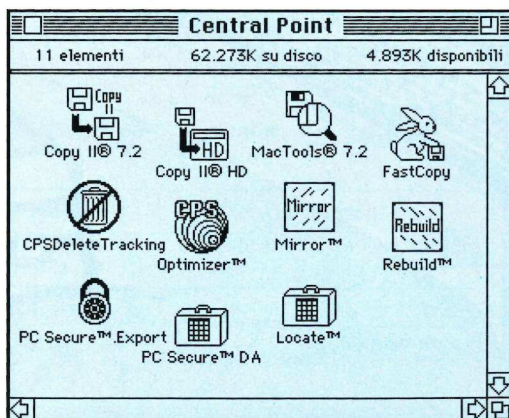 Central Point
11 elementi 62.273K su disco 4.893K disponibili
Copy II
Copy II® 7.2
HD
Copy II® HD
MacTools® 7.2
FastCopy
CPSDeleteTracking
CPS
Optimizer™
Mirror
Mirror™
Rebuild
Rebuild™
PC Secure™.Export
PC Secure™ DA
Locate™